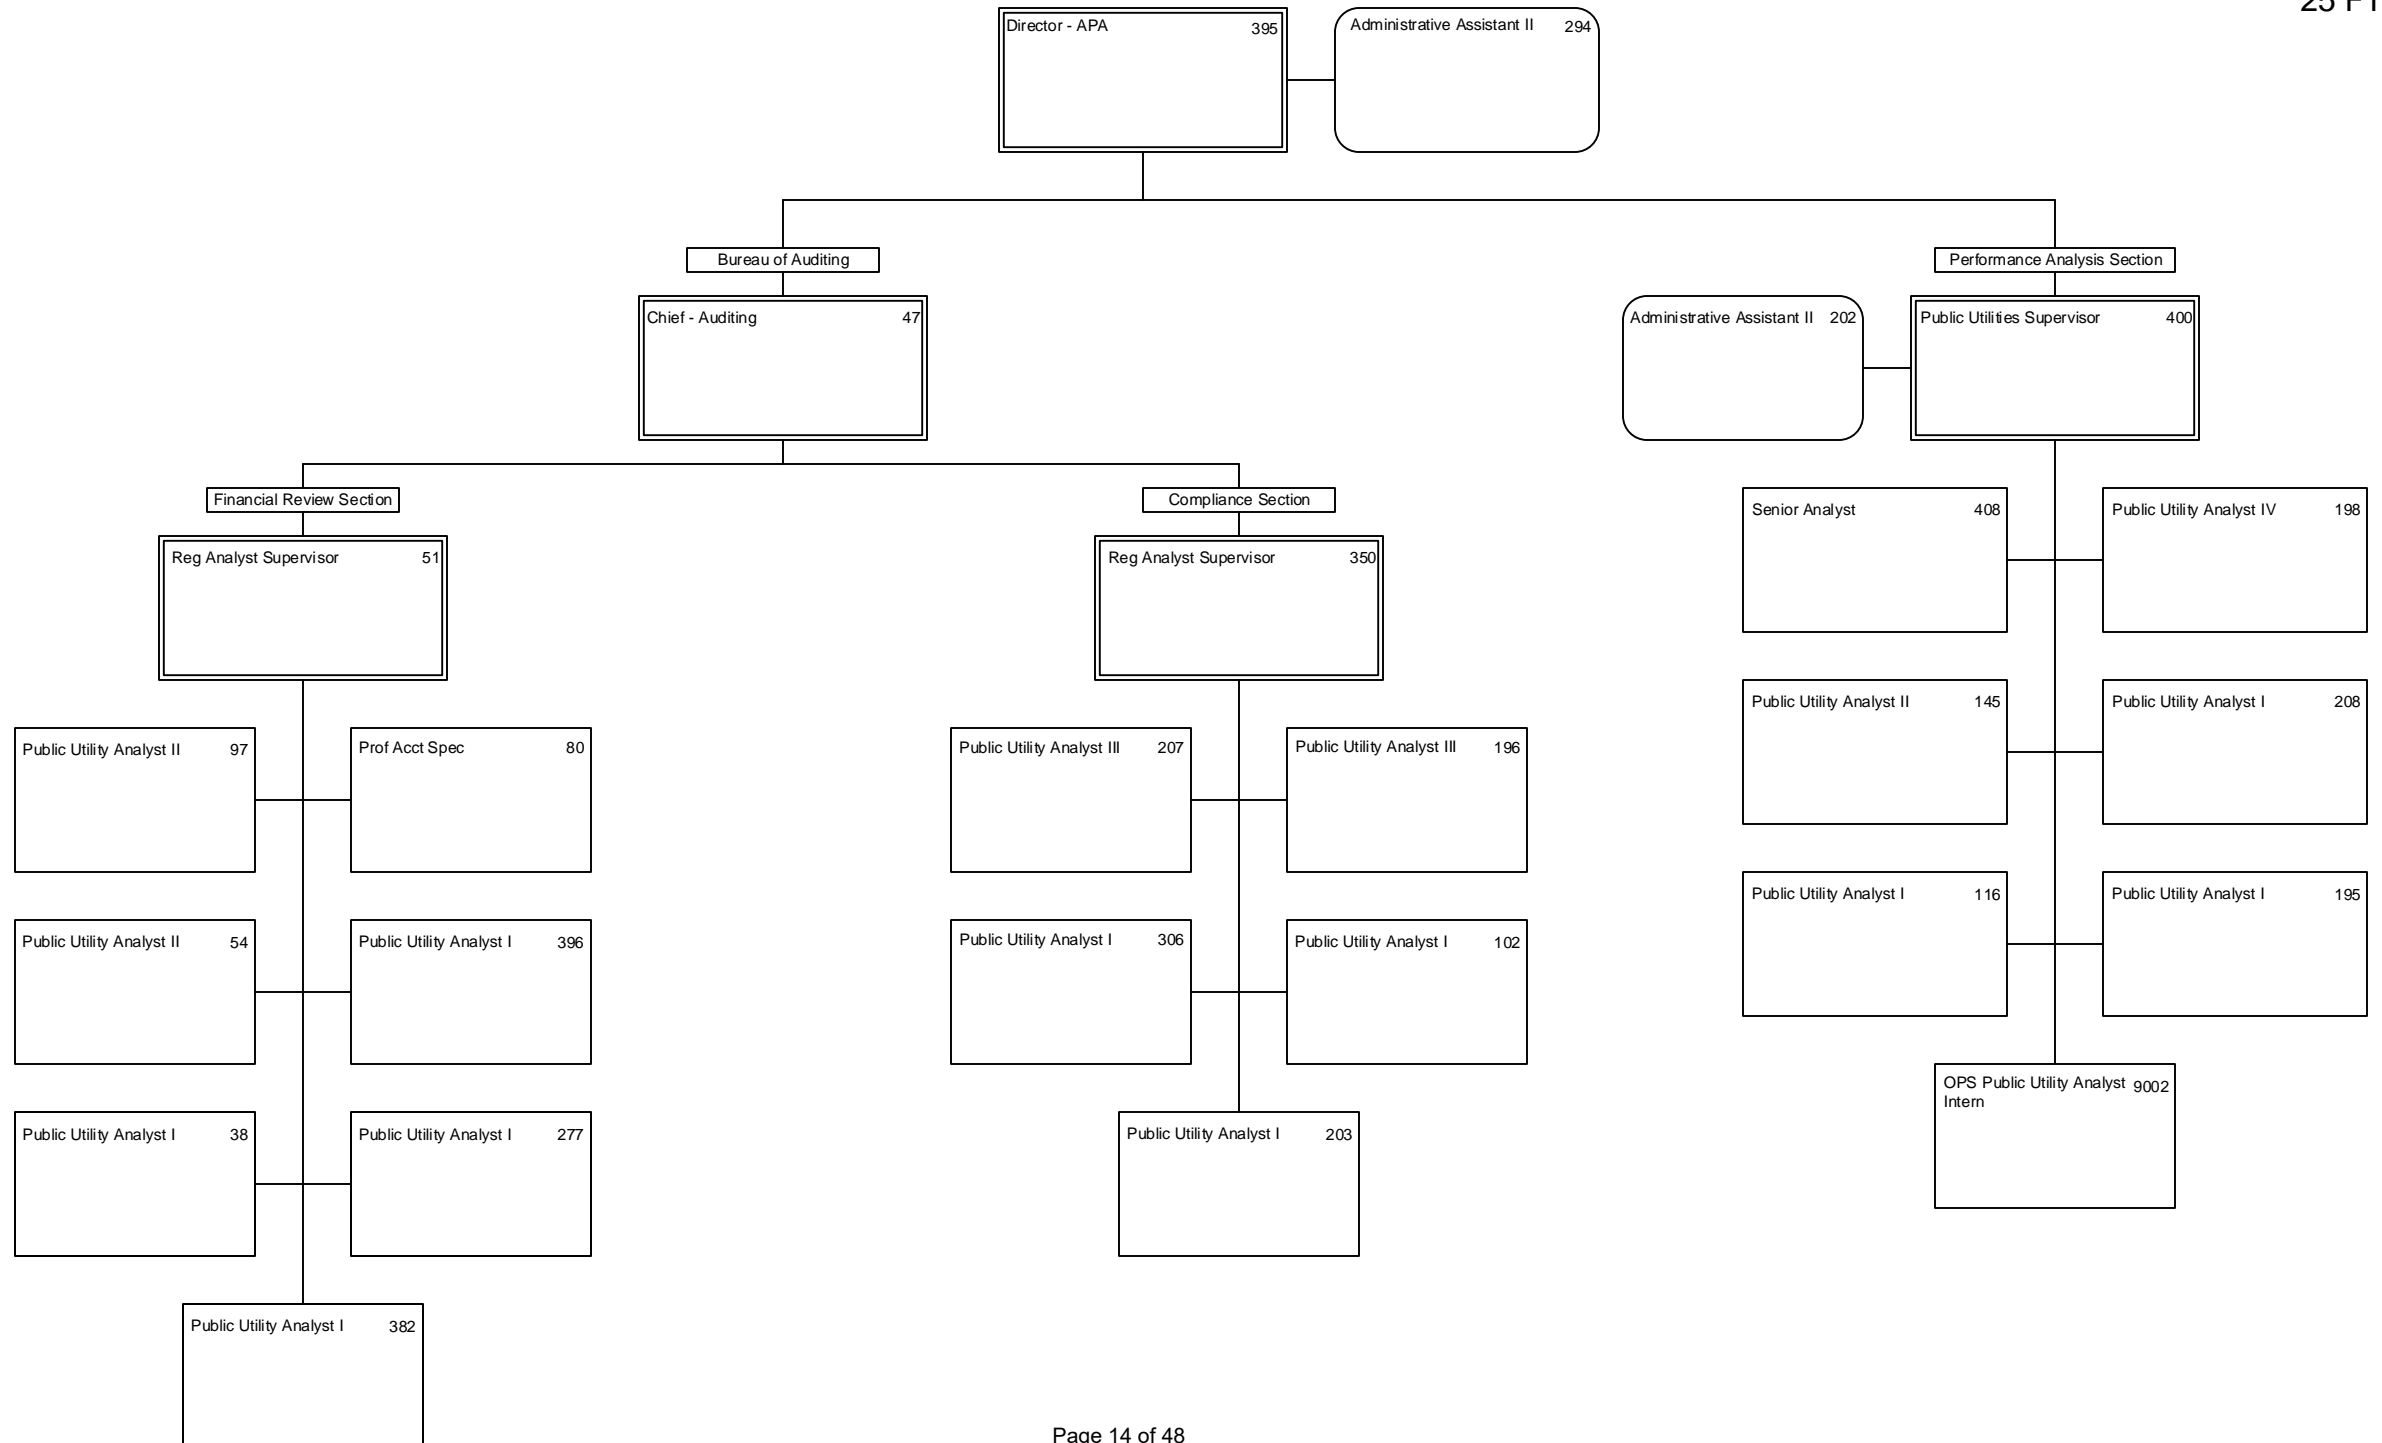 25 FT
Director - APA 395
Administrative Assistant II 294
Bureau of Auditing
Performance Analysis Section
Chief - Auditing 47
Administrative Assistant II 202
Public Utilities Supervisor 400
Financial Review Section
Compliance Section
Senior Analyst 408
Public Utility Analyst IV 198
Reg Analyst Supervisor 51
Reg Analyst Supervisor 350
Public Utility Analyst II 145
Public Utility Analyst I 208
Public Utility Analyst II 97
Prof Acct Spec 80
Public Utility Analyst III 207
Public Utility Analyst III 196
Public Utility Analyst I 116
Public Utility Analyst I 195
Public Utility Analyst II 54
Public Utility Analyst I 396
Public Utility Analyst I 306
Public Utility Analyst I 102
OPS Public Utility Analyst 9002
Intern
Public Utility Analyst I 38
Public Utility Analyst I 277
Public Utility Analyst I 203
Public Utility Analyst I 382
Page 14 of 48